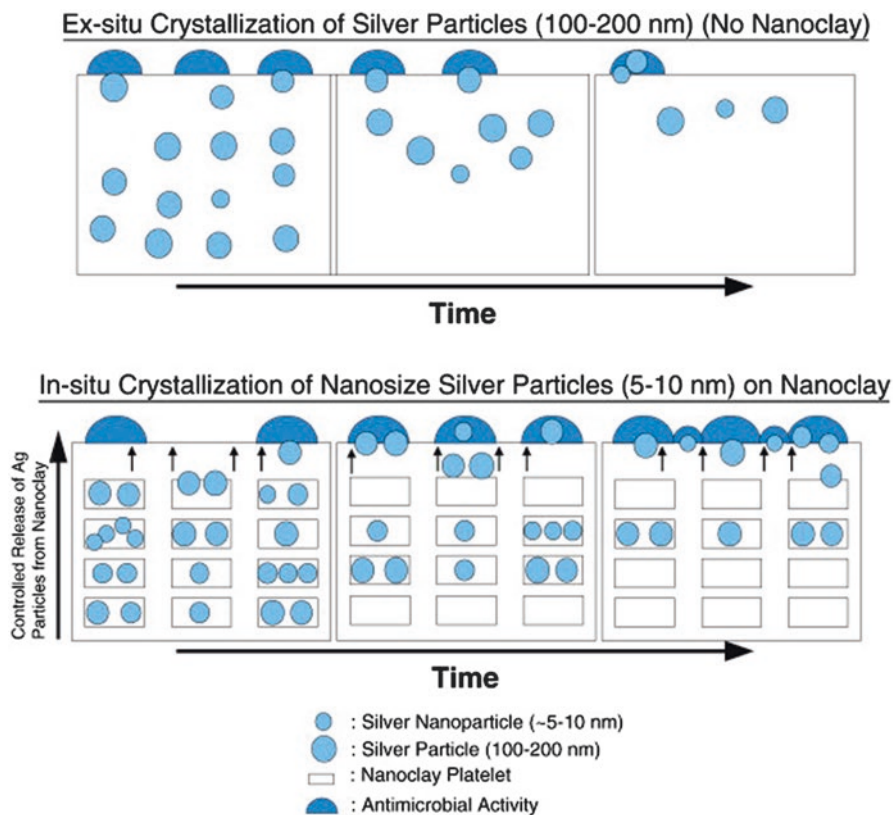 Ex-situ Crystallization of Silver Particles (100-200 nm) (No Nanoclay)
Time
In-situ Crystallization of Nanosize Silver Particles (5-10 nm) on Nanoclay
Controlled Release of Ag
Particles from Nanoclay
Time
: Silver Nanoparticle (~5-10 nm)
: Silver Particle (100-200 nm)
: Nanoclay Platelet
: Antimicrobial Activity